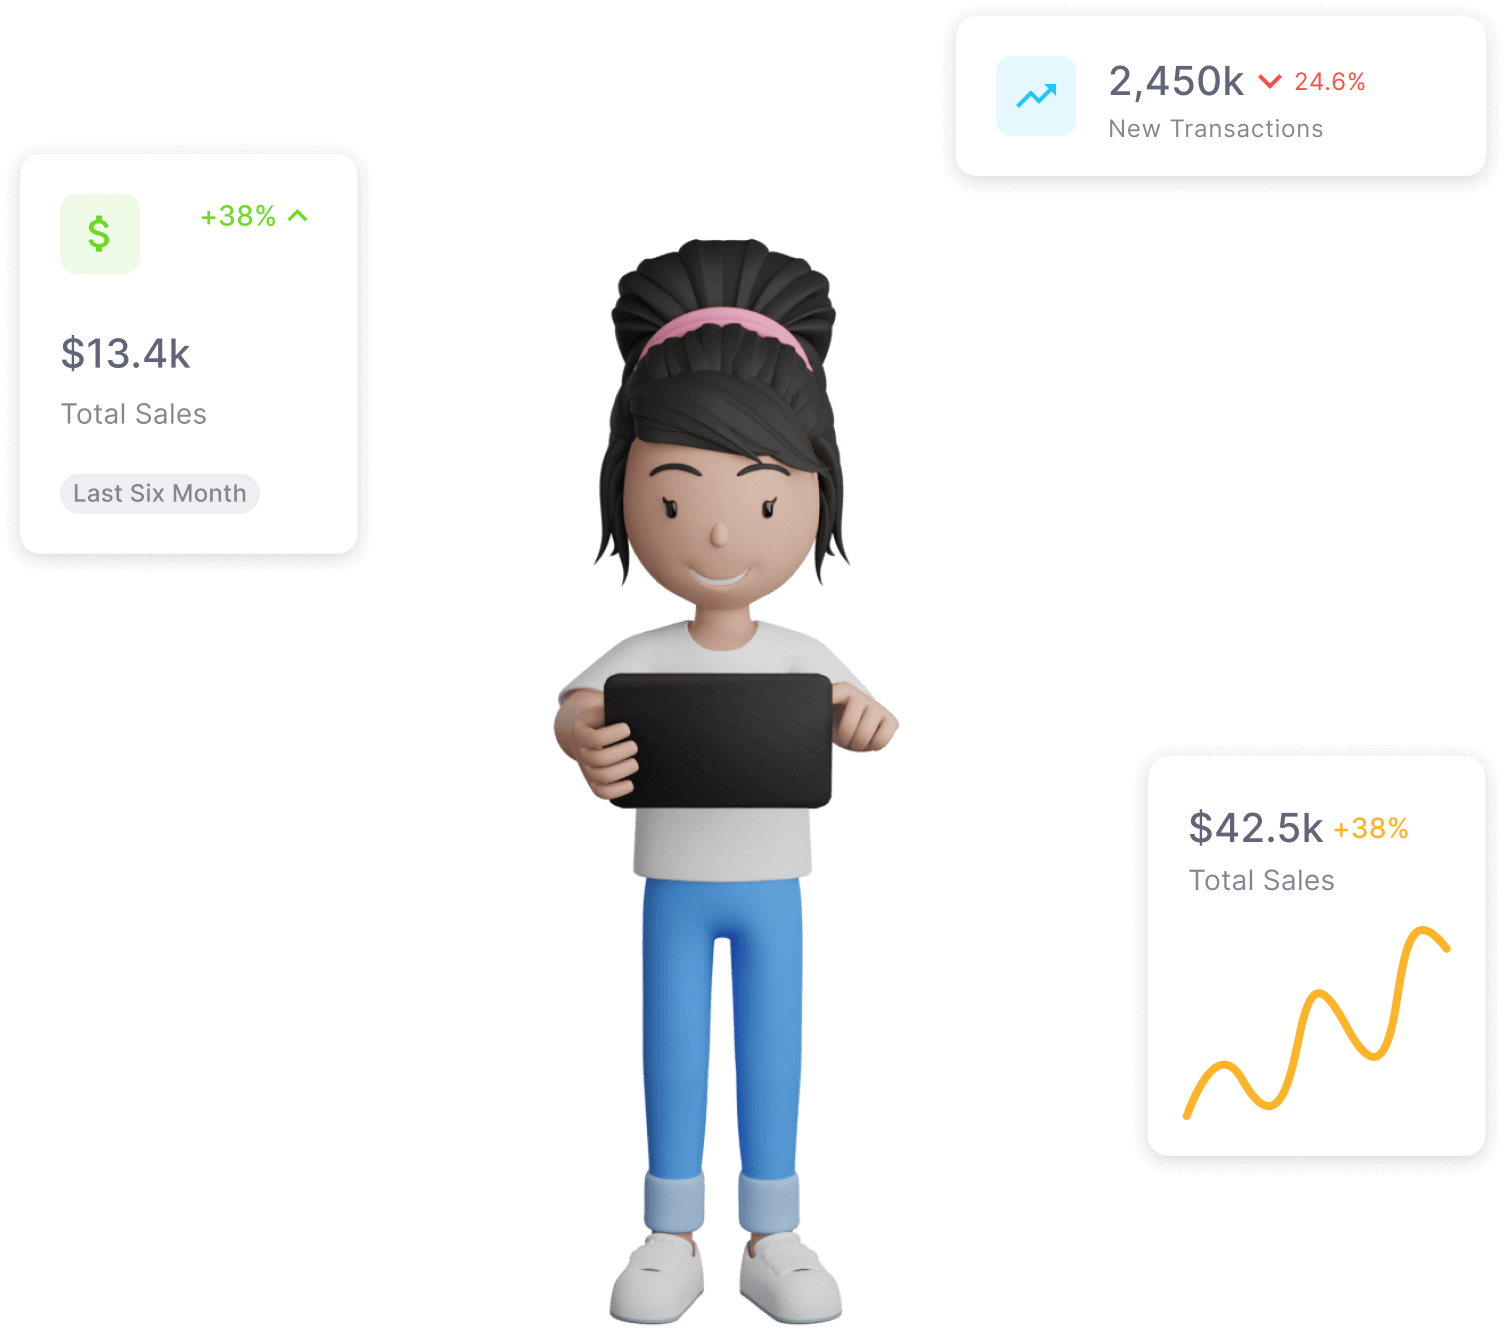 2,450k 24.6%
New Transactions
$
+38%
$13.4k
Total Sales
Last Six Month
$42.5k +38%
Total Sales